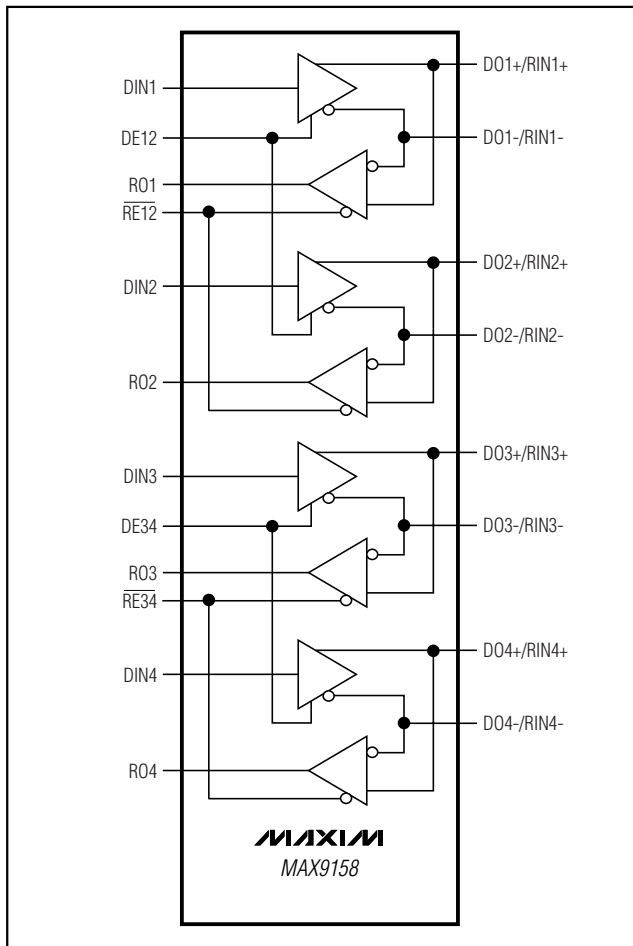 DO1+/RIN1+
DIN1
DE12
DO1-/RIN1-
RO1
RE12
DO2+/RIN2+
DIN2
DO2-/RIN2-
RO2
DO3+/RIN3+
DIN3
DE34
DO3-/RIN3-
RO3
RE34
DO4+/RIN4+
DIN4
DO4-/RIN4-
RO4
MAXIM
MAX9158